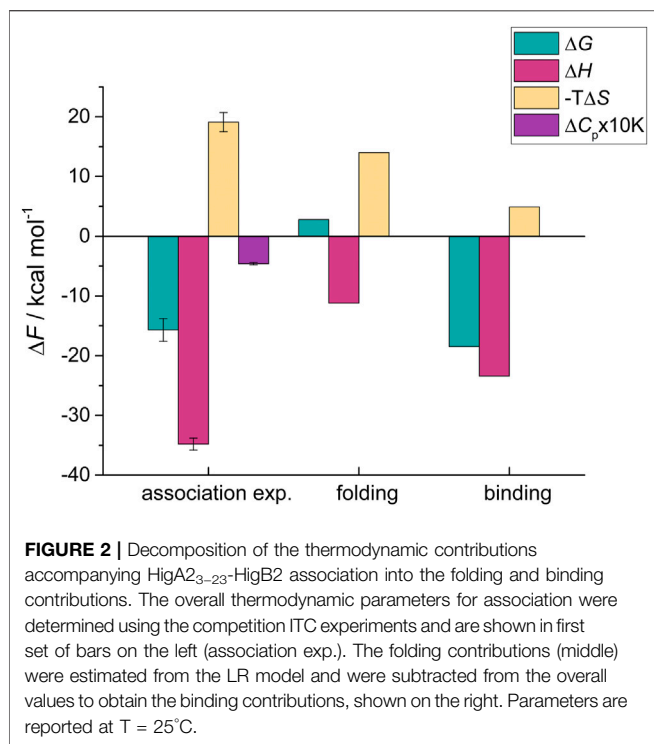 ΔG
ΔH
-TΔS
ΔCpx10K
20
10
0
-10
-20
-30
-40
ΔF / kcal mol-1
association exp. folding binding
FIGURE 2 | Decomposition of the thermodynamic contributions
accompanying HigA23–23-HigB2 association into the folding and binding
contributions. The overall thermodynamic parameters for association were
determined using the competition ITC experiments and are shown in first
set of bars on the left (association exp.). The folding contributions (middle)
were estimated from the LR model and were subtracted from the overall
values to obtain the binding contributions, shown on the right. Parameters are
reported at T = 25°C.